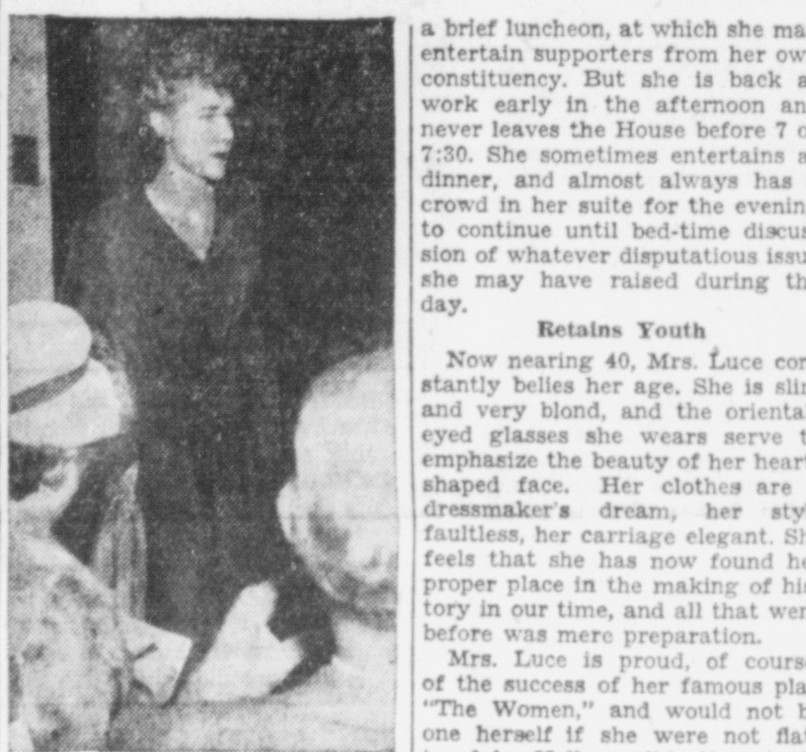 a brief luncheon, at which she ma
entertain supporters from her ow
constituency. But she is back a
work early in the afternoon an
never leaves the House before 7 o
7:30. She sometimes entertains a
dinner, and almost always has
crowd in her suite for the evenin
to continue until bed-time discus
sion of whatever disputatious issu
she may have raised during th
day.
Retains Youth
Now nearing 40, Mrs. Luce con
stantly belies her age. She is slim
and very blond, and the oriental
eyed glasses she wears serve t
emphasize the beauty of her heart
shaped face. Her clothes are
dressmaker's dream, her styl
faultless, her carriage elegant. Sh
feels that she has now found he
proper place in the making of his
tory in our time, and all that wen
before was mere preparation.
Mrs. Luce is proud, of course
of the success of her famous pla
"The Women," and would not b
one herself if she were not flat